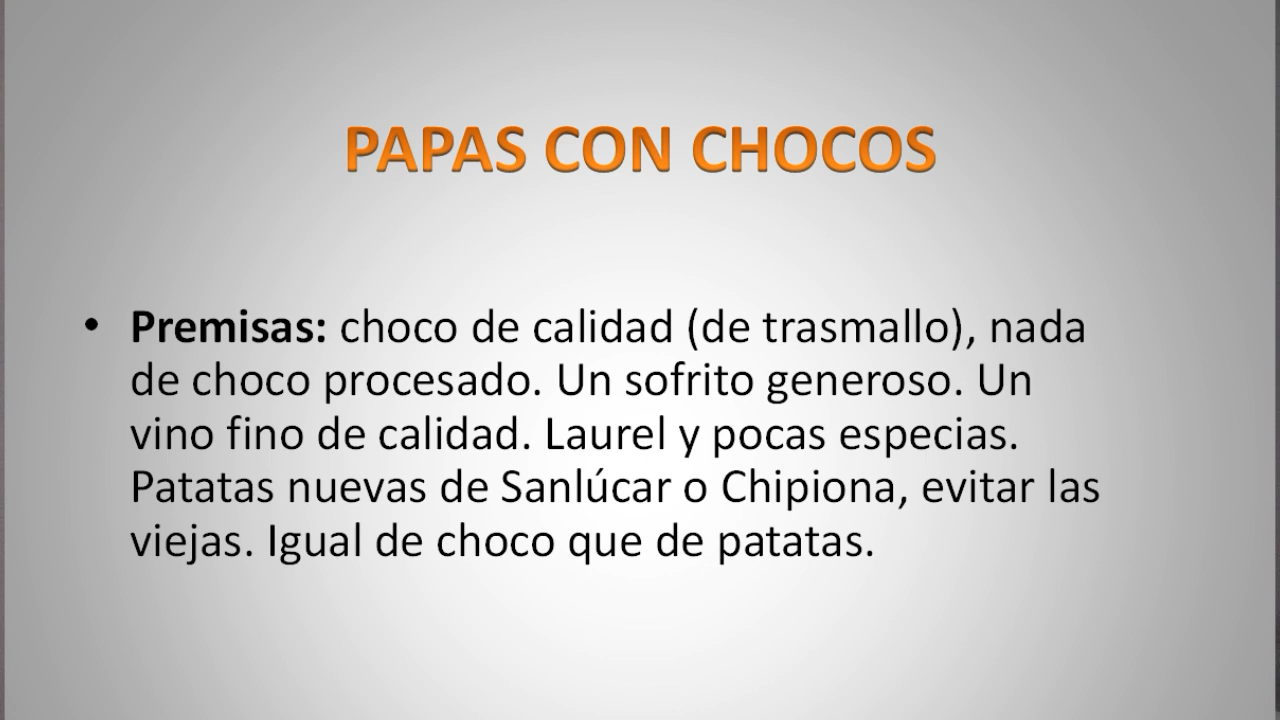 PAPAS CON CHOCOS
• Premisas: choco de calidad (de trasmallo), nada
de choco procesado. Un sofrito generoso. Un
vino fino de calidad. Laurel y pocas especias.
Patatas nuevas de Sanlúcar o Chipiona, evitar las
viejas. Igual de choco que de patatas.